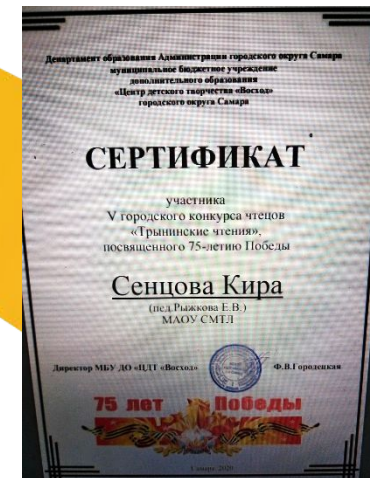 Департамент образования Администрации городского округа Самара
муниципальное бюджетное учреждение
дополнительного образования
«Центр детского творчества «Восход»
городского округа Самара
СЕРТИФИКАТ
участника
V городского конкурса чтецов
«Трынинские чтения»,
посвященного 75-летию Победы
Сенцова Кира
(пед Рыжкова Е.В.)
МАОУ СМТЛ
Директор МБУ ДО «ЦДТ «Восход»
Ф.В.Городецкая
75 лет Победы
Самара, 2020